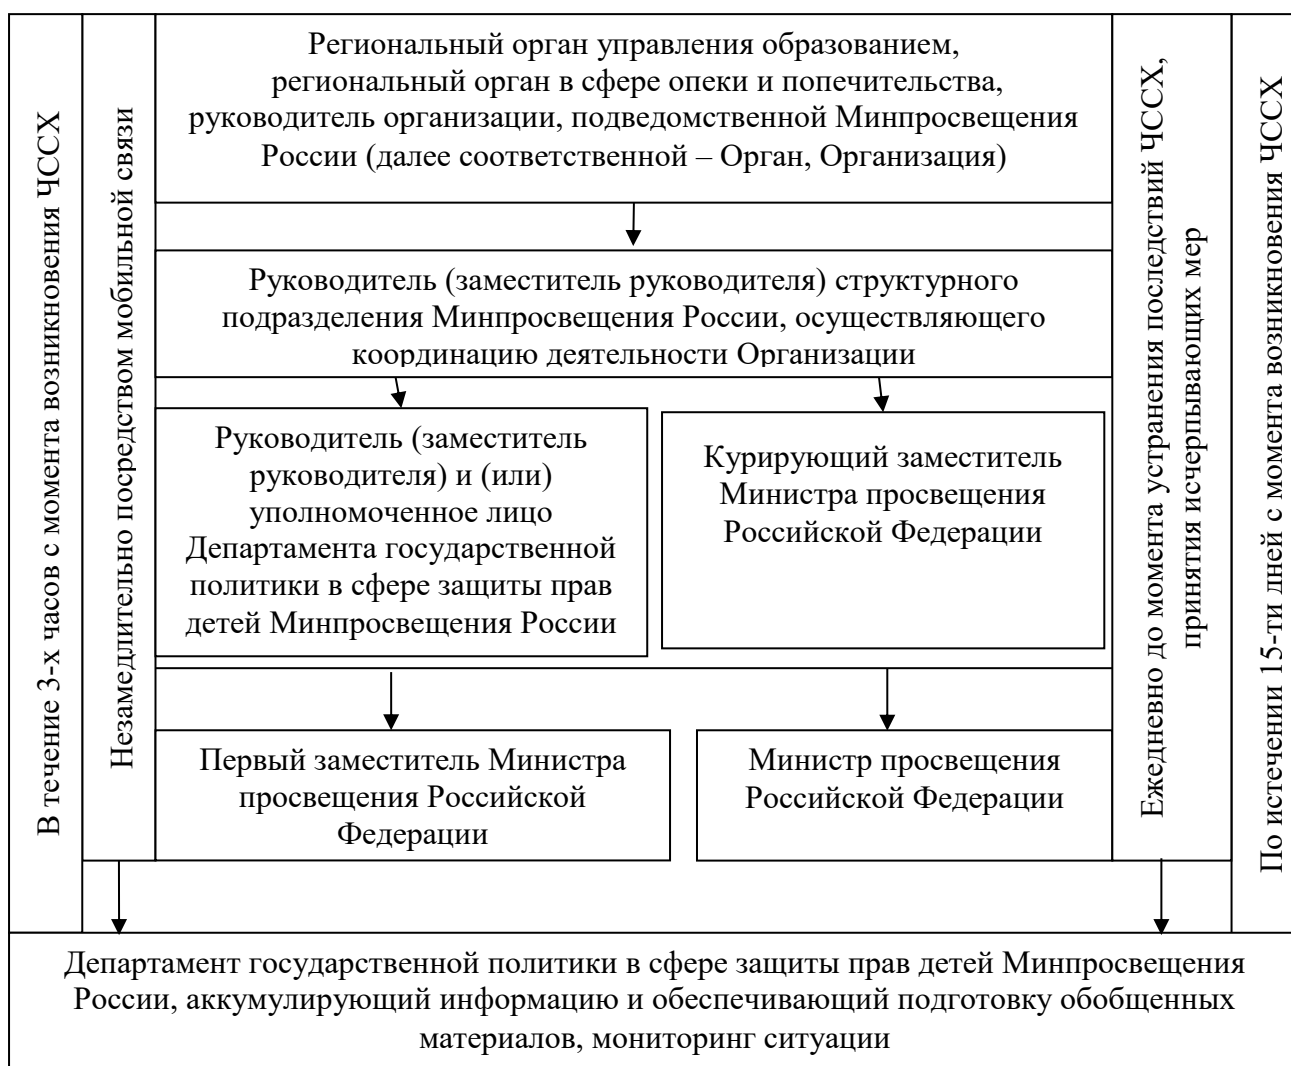 В течение 3-х часов с момента возникновения ЧССХ
Незамедлительно посредством мобильной связи
Региональный орган управления образованием,
региональный орган в сфере опеки и попечительства,
руководитель организации, подведомственной Минпросвещения
России (далее соответственной – Орган, Организация)
Руководитель (заместитель руководителя) структурного
подразделения Минпросвещения России, осуществляющего
координацию деятельности Организации
Руководитель (заместитель
руководителя) и (или)
уполномоченное лицо
Департамента государственной
политики в сфере защиты прав
детей Минпросвещения России
Курирующий заместитель
Министра просвещения
Российской Федерации
Первый заместитель Министра
просвещения Российской
Федерации
Министр просвещения
Российской Федерации
Ежедневно до момента устранения последствий ЧССХ,
принятия исчерпывающих мер
По истечении 15-ти дней с момента возникновения ЧССХ
Департамент государственной политики в сфере защиты прав детей Минпросвещения
России, аккумулирующий информацию и обеспечивающий подготовку обобщенных
материалов, мониторинг ситуации